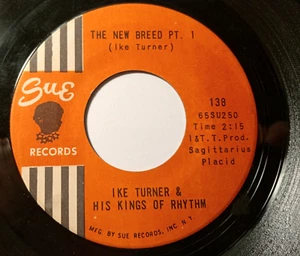 THE NEW BREED PT. 1
(Ike Turner)
Sue
RECORDS
138
65SU250
Time 2:15
I&T.T.Prod.
Sagittarius
Placid
IKE TURNER &
HIS KINGS OF RHYTHM
MFG BY SUE RECORDS, INC. N.Y.